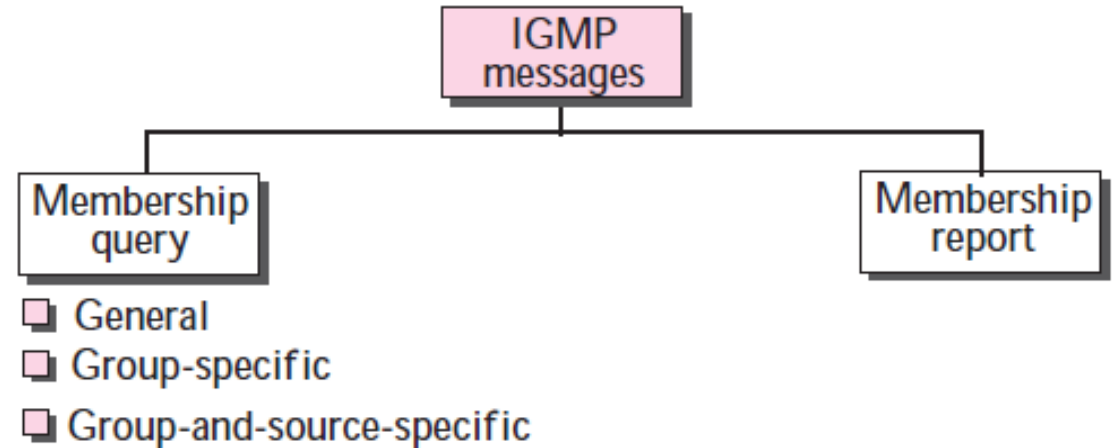 IGMP
messages
Membership
query
Membership
report
General
Group-specific
Group-and-source-specific